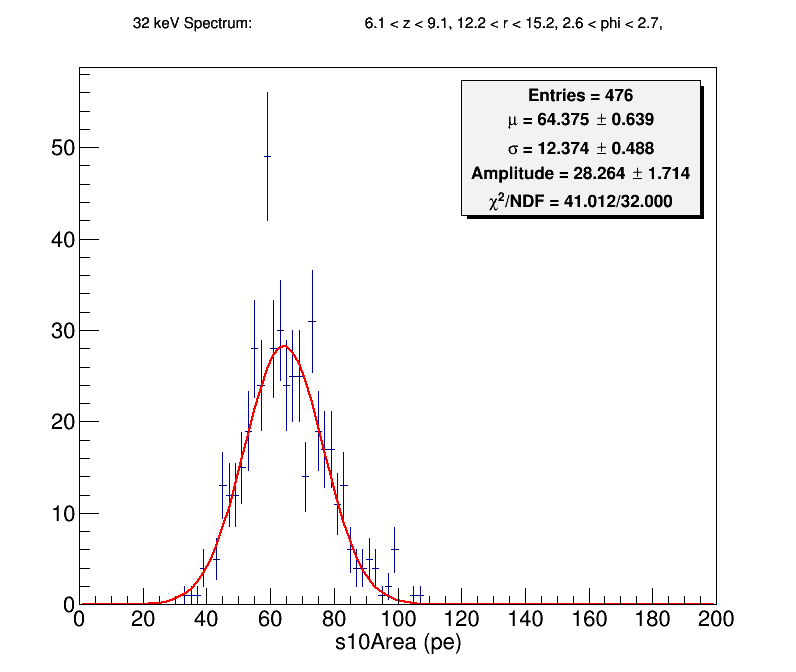 32 keV Spectrum: 6.1 < z < 9.1, 12.2 < r < 15.2, 2.6 < phi < 2.7,
Entries = 476
μ = 64.375 ± 0.639
σ = 12.374 ± 0.488
Amplitude = 28.264 ± 1.714
χ²/NDF = 41.012/32.000
50
40
30
20
10
0
0 20 40 60 80 100 120 140 160 180 200
s10Area (pe)